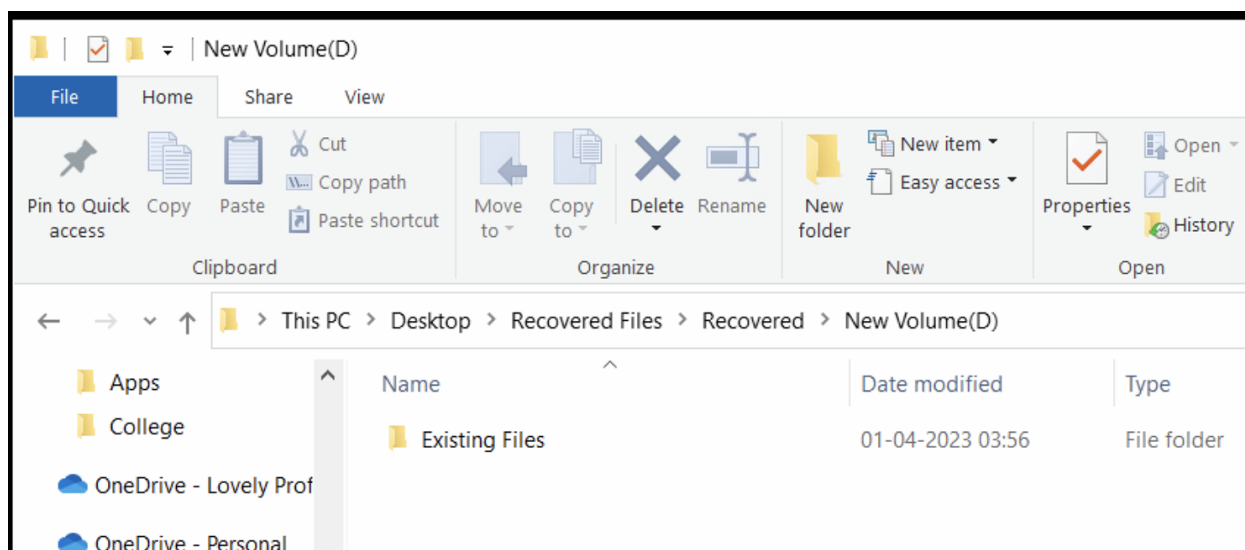 New Volume(D)
File Home Share View
Pin to Quick access
Copy
Paste
Cut
Copy path
Paste shortcut
Clipboard
Move to
Copy to
Delete
Rename
Organize
New folder
New item
Easy access
New
Properties
Open
Edit
History
Open
This PC > Desktop > Recovered Files > Recovered > New Volume(D)
Apps
College
OneDrive - Lovely Prof
OneDrive - Personal
Name Date modified Type
Existing Files 01-04-2023 03:56 File folder